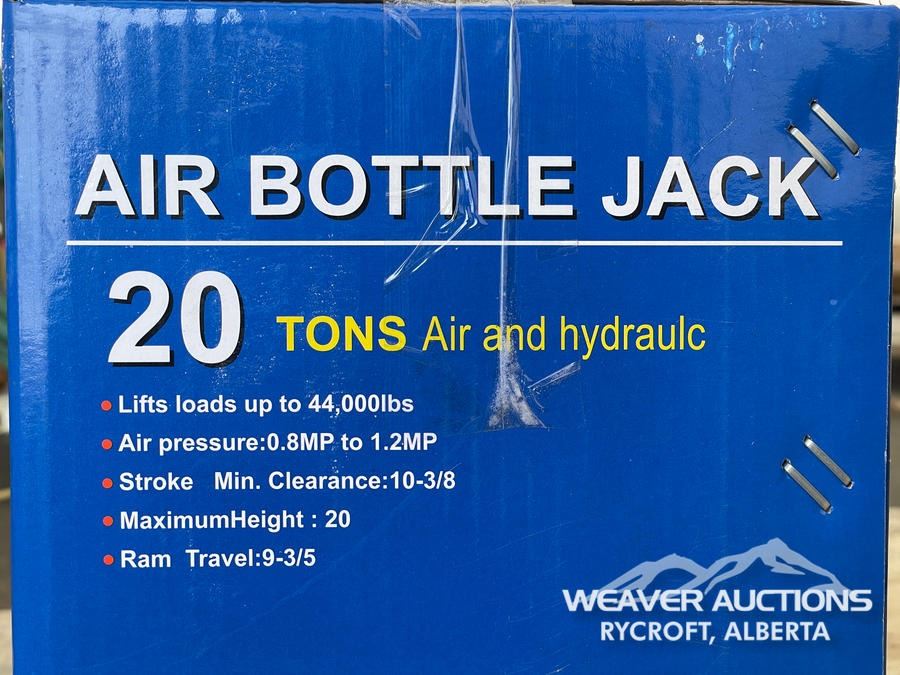 AIR BOTTLE JACK
20 TONS Air and hydraulc
Lifts loads up to 44,000lbs
Air pressure:0.8MP to 1.2MP
Stroke Min. Clearance:10-3/8
MaximumHeight : 20
Ram Travel:9-3/5
WEAVER AUCTIONS
RYCROFT, ALBERTA